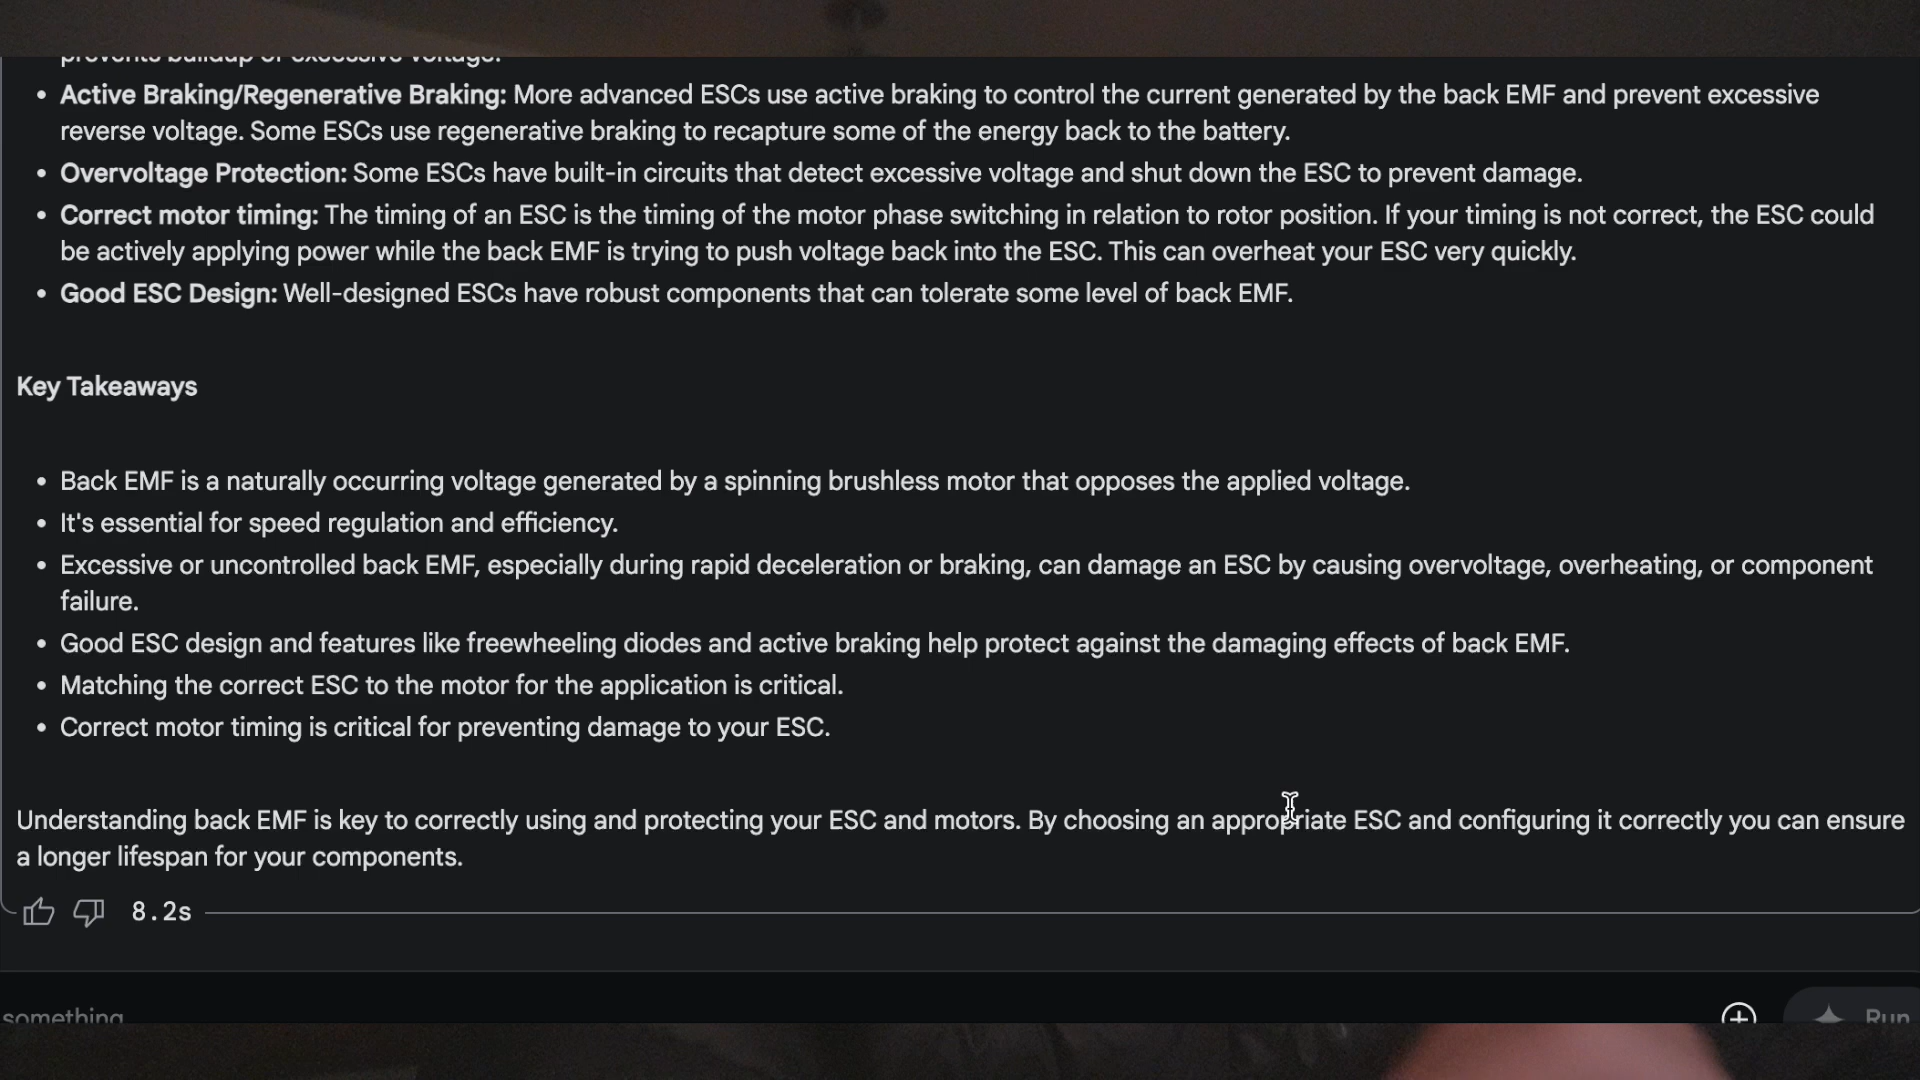 prevents buildup of excessive voltage.
• Active Braking/Regenerative Braking: More advanced ESCs use active braking to control the current generated by the back EMF and prevent excessive
reverse voltage. Some ESCs use regenerative braking to recapture some of the energy back to the battery.
• Overvoltage Protection: Some ESCs have built-in circuits that detect excessive voltage and shut down the ESC to prevent damage.
• Correct motor timing: The timing of an ESC is the timing of the motor phase switching in relation to rotor position. If your timing is not correct, the ESC could
be actively applying power while the back EMF is trying to push voltage back into the ESC. This can overheat your ESC very quickly.
• Good ESC Design: Well-designed ESCs have robust components that can tolerate some level of back EMF.
Key Takeaways
• Back EMF is a naturally occurring voltage generated by a spinning brushless motor that opposes the applied voltage.
• It's essential for speed regulation and efficiency.
• Excessive or uncontrolled back EMF, especially during rapid deceleration or braking, can damage an ESC by causing overvoltage, overheating, or component
failure.
• Good ESC design and features like freewheeling diodes and active braking help protect against the damaging effects of back EMF.
• Matching the correct ESC to the motor for the application is critical.
• Correct motor timing is critical for preventing damage to your ESC.
Understanding back EMF is key to correctly using and protecting your ESC and motors. By choosing an appropriate ESC and configuring it correctly you can ensure
a longer lifespan for your components.
8.2s
something
Run